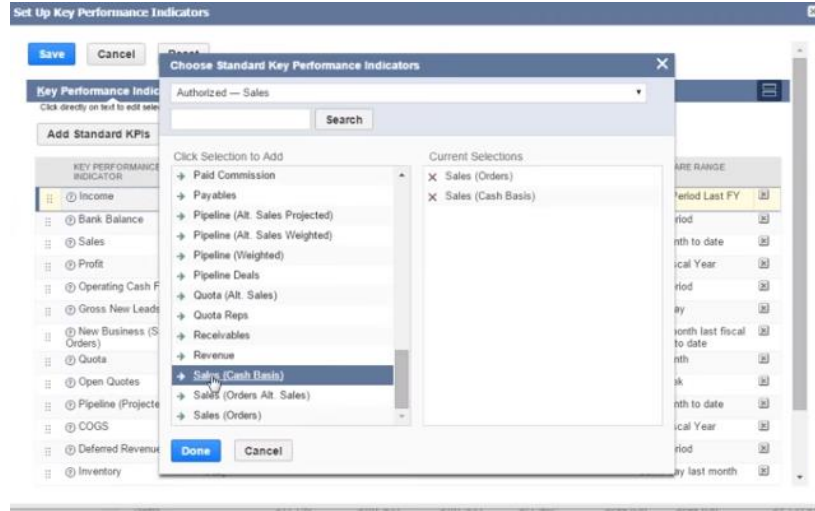 Set Up Key Performance Indicators
Save
Cancel
Choose Standard Key Performance Indicators
Key Performance Indic
Click directly on text to edit sele
Authorized — Sales
Search
Add Standard KPIs
Click Selection to Add
Current Selections
KEY PERFORMANCE
INDICATOR
ARE RANGE
Paid Commission
Payables
Pipeline (Alt. Sales Projected)
Pipeline (Alt. Sales Weighted)
Pipeline (Weighted)
Pipeline Deals
Quota (Alt. Sales)
Quota Reps
Receivables
Revenue
Sales (Cash Basis)
Sales (Orders Alt. Sales)
Sales (Orders)
Sales (Orders)
Sales (Cash Basis)
Done
Cancel
Income
Period Last FY
Bank Balance
riod
Sales
nth to date
Profit
scal Year
Operating Cash F
riod
Gross New Leads
ay
New Business (S
Orders)
onth last fiscal
to date
Quota
nth
Open Quotes
Pipeline (Projecte
nth to date
COGS
scal Year
Deferred Revenue
riod
Inventory
ay last month